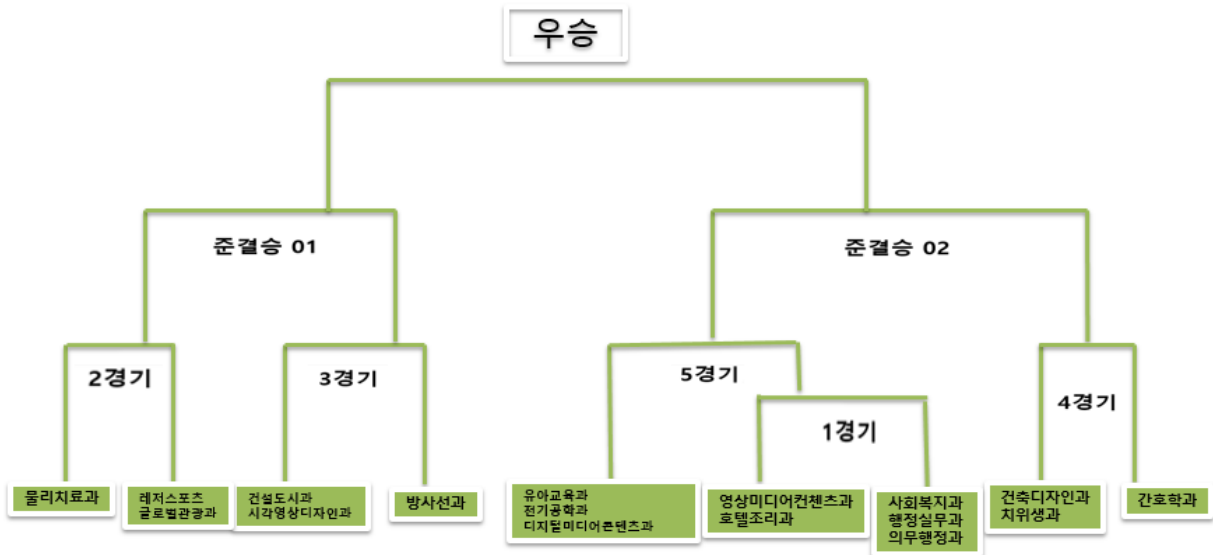 우승
준결승 01
준결승 02
2경기
3경기
5경기
4경기
1경기
물리치료과
레저스포츠
글로벌관광과
건설도시과
시각영상디자인과
방사선과
유아교육과
전기공학과
디지털미디어콘텐츠과
영상미디어컨첸츠과
호텔조리과
사회복지과
행정실무과
의무행정과
건축디자인과
치위생과
간호학과